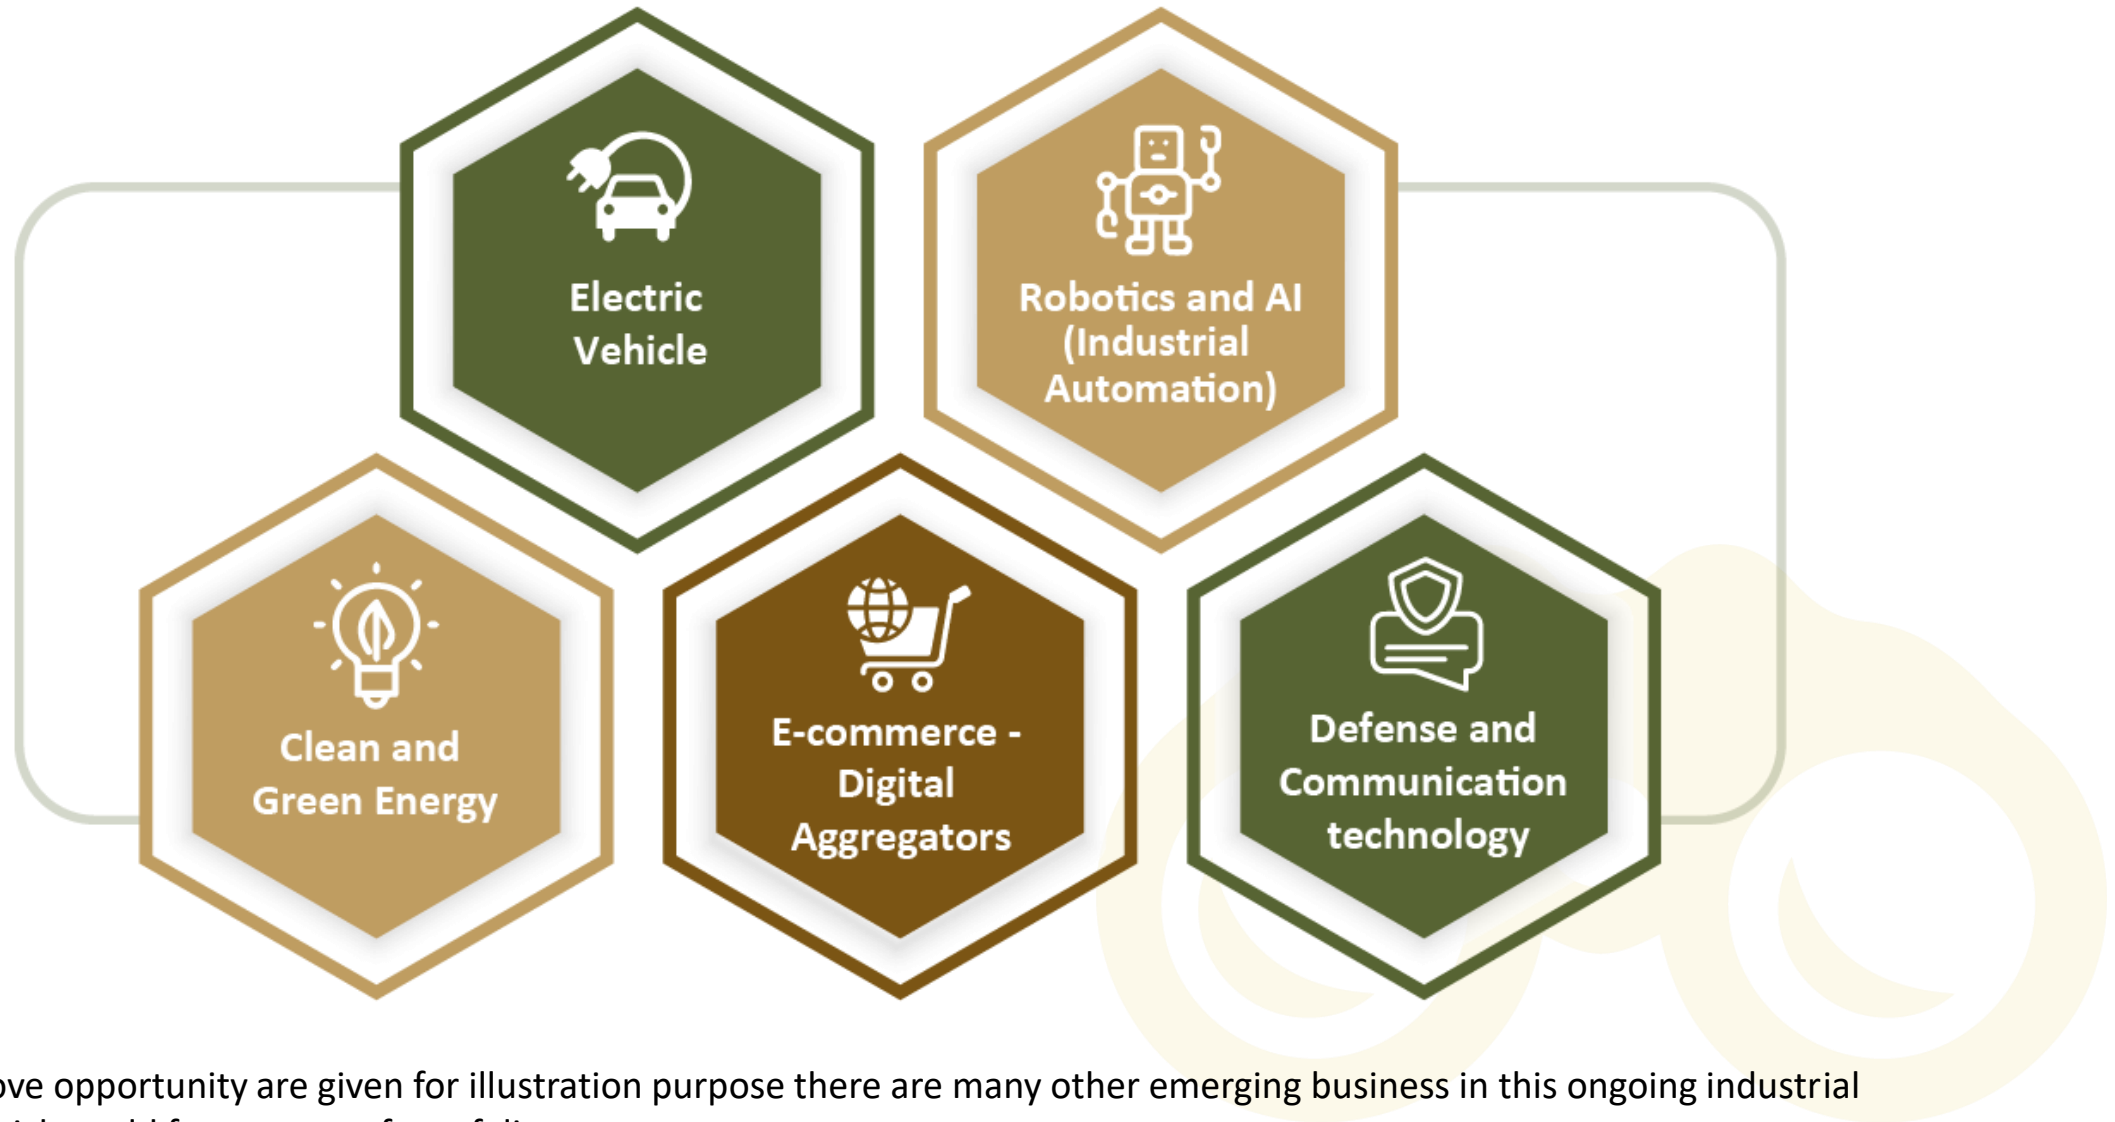 Electric
Vehicle
Robotics and AI
(Industrial
Automation)
Clean and
Green Energy
E-commerce -
Digital
Aggregators
Defense and
Communication
technology
opportunity are given for illustration purpose there are many other emerging business in this ongoing industrial